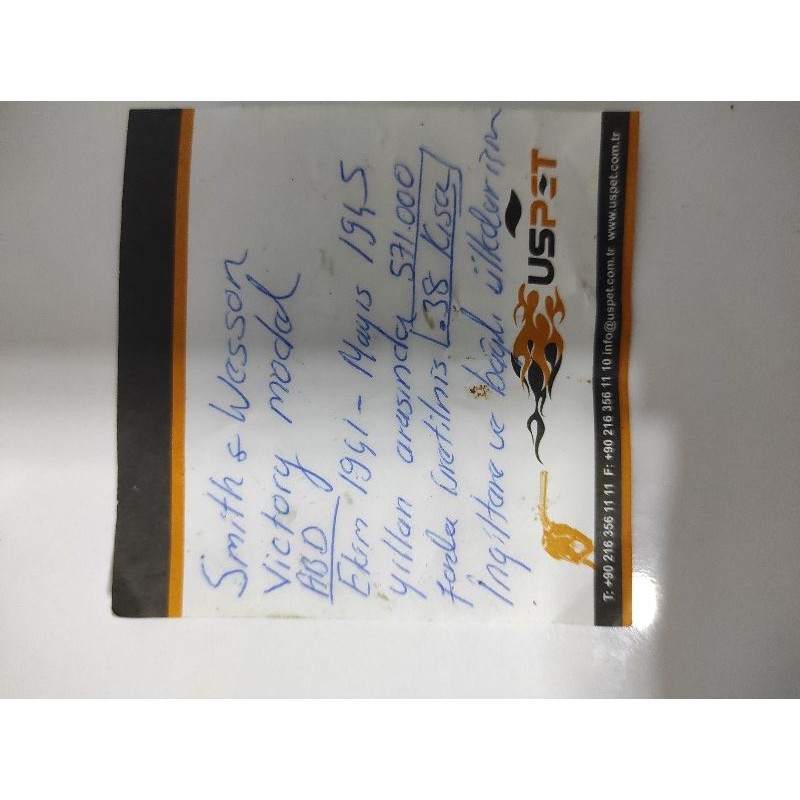 Smith & Wesson
Victory model
ABD
Ekim 1941 - Mayıs 1945
yılları arasında 571.000
fazla üretilmiş .38 Kısa
İngiltere ve bağlı ülkeler için
USPET
T: +90 216 356 11 11 F: +90 216 356 11 10 info@uspet.com.tr www.uspet.com.tr